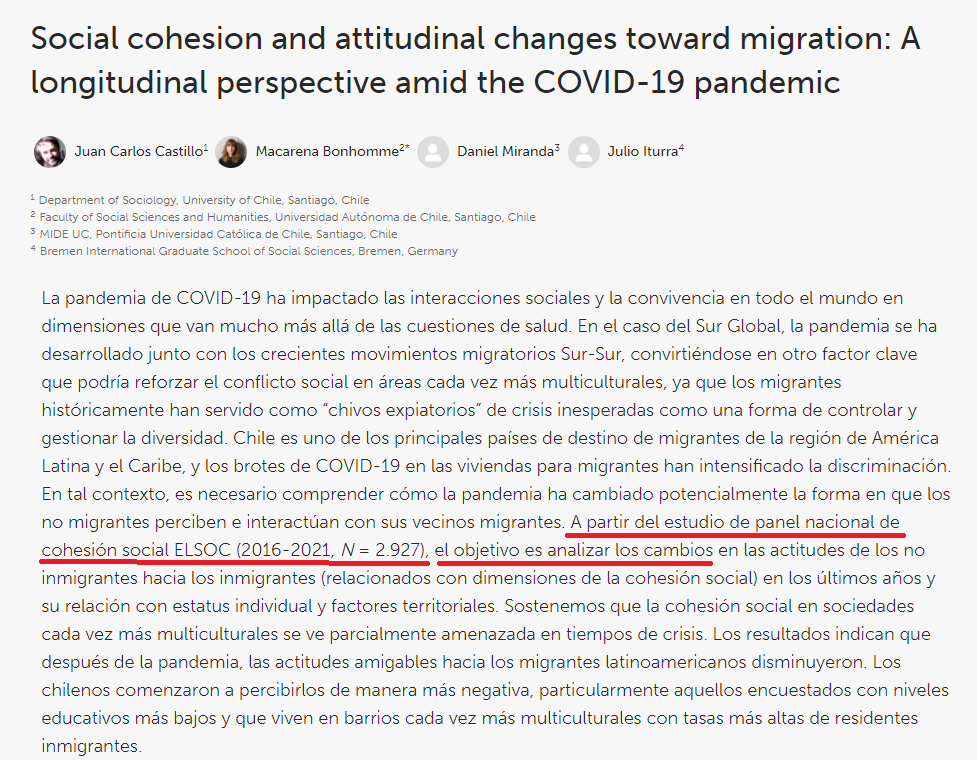 Social cohesion and attitudinal changes toward migration: A
longitudinal perspective amid the COVID-19 pandemic
Juan Carlos Castillo1 Macarena Bonhomme2* Daniel Miranda3 Julio Iturra4
1 Department of Sociology, University of Chile, Santiago, Chile
2 Faculty of Social Sciences and Humanities, Universidad Autónoma de Chile, Santiago, Chile
3 MIDE UC, Pontificia Universidad Católica de Chile, Santiago, Chile
4 Bremen International Graduate School of Social Sciences, Bremen, Germany
La pandemia de COVID-19 ha impactado las interacciones sociales y la convivencia en todo el mundo en
dimensiones que van mucho más allá de las cuestiones de salud. En el caso del Sur Global, la pandemia se ha
desarrollado junto con los crecientes movimientos migratorios Sur-Sur, convirtiéndose en otro factor clave
que podría reforzar el conflicto social en áreas cada vez más multiculturales, ya que los migrantes
históricamente han servido como “chivos expiatorios” de crisis inesperadas como una forma de controlar y
gestionar la diversidad. Chile es uno de los principales países de destino de migrantes de la región de América
Latina y el Caribe, y los brotes de COVID-19 en las viviendas para migrantes han intensificado la discriminación.
En tal contexto, es necesario comprender cómo la pandemia ha cambiado potencialmente la forma en que los
no migrantes perciben e interactúan con sus vecinos migrantes. A partir del estudio de panel nacional de
cohesión social ELSOC (2016-2021, N = 2.927), el objetivo es analizar los cambios en las actitudes de los no
inmigrantes hacia los inmigrantes (relacionados con dimensiones de la cohesión social) en los últimos años y
su relación con estatus individual y factores territoriales. Sostenemos que la cohesión social en sociedades
cada vez más multiculturales se ve parcialmente amenazada en tiempos de crisis. Los resultados indican que
después de la pandemia, las actitudes amigables hacia los migrantes latinoamericanos disminuyeron. Los
chilenos comenzaron a percibirlos de manera más negativa, particularmente aquellos encuestados con niveles
educativos más bajos y que viven en barrios cada vez más multiculturales con tasas más altas de residentes
inmigrantes.